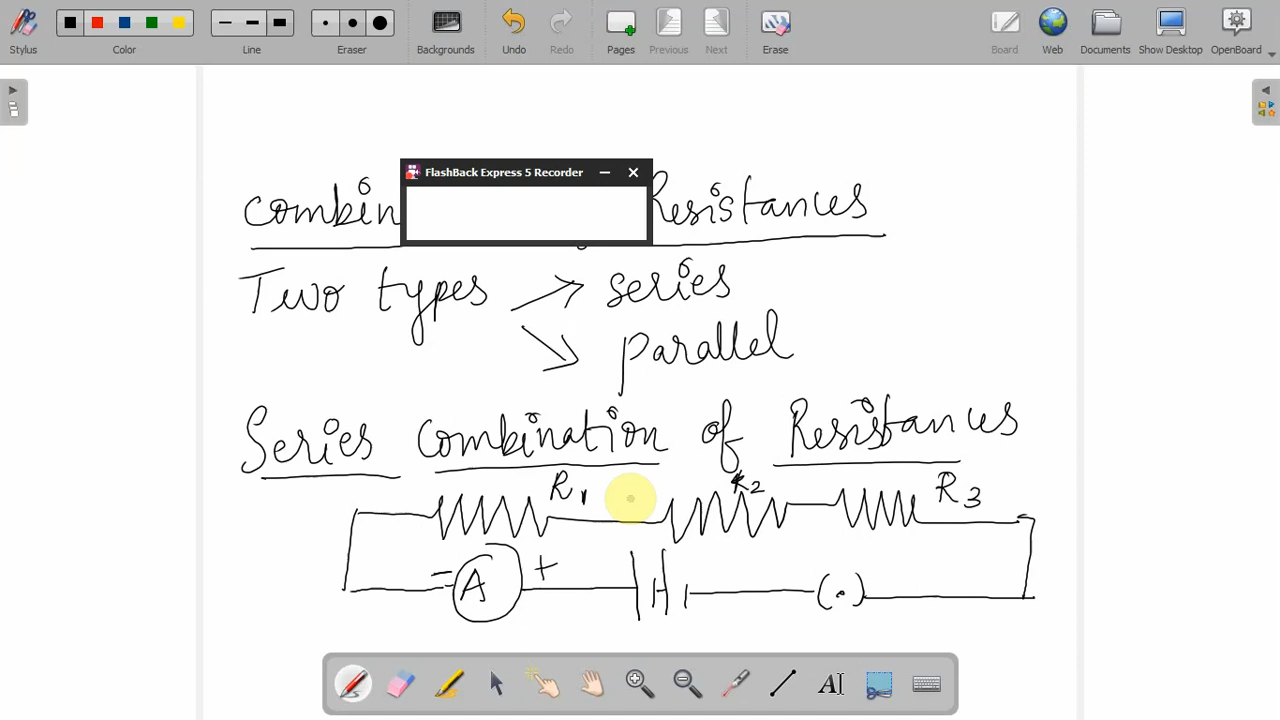 Stylus Color Line Eraser Backgrounds Undo Redo Pages Previous Next Erase Board Web Documents Show Desktop OpenBoard
FlashBack Express 5 Recorder
combin Resistances
Two types series
parallel
Series Combination of Resistances
R1 R2 R3
A +
AI